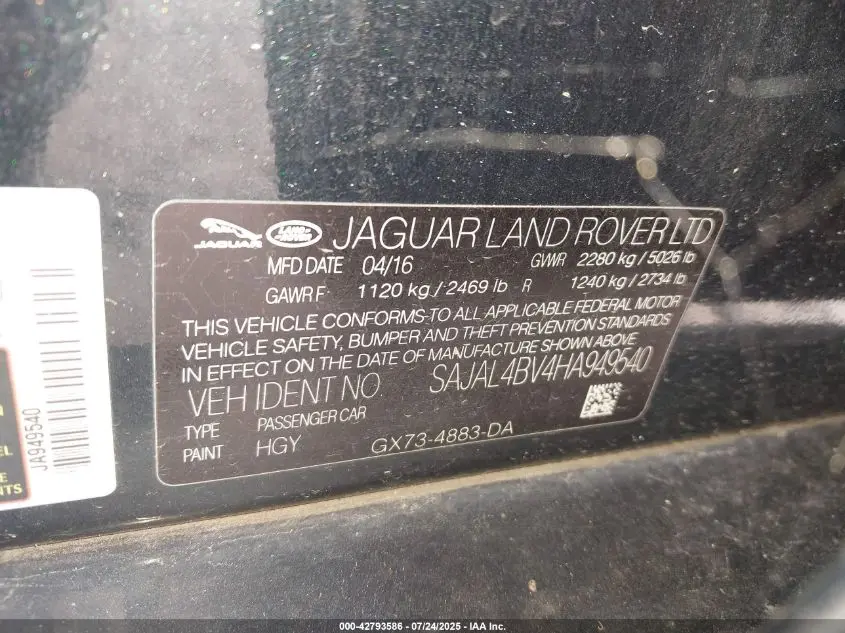 JAGUAR LAND-ROVER JAGUAR LAND ROVER LTD
MFD DATE 04/16 GWR 2280 kg / 5026 lb
GAWR F 1120 kg / 2469 lb R 1240 kg / 2734 lb
THIS VEHICLE CONFORMS TO ALL APPLICABLE FEDERAL MOTOR
VEHICLE SAFETY, BUMPER AND THEFT PREVENTION STANDARDS
IN EFFECT ON THE DATE OF MANUFACTURE SHOWN ABOVE
VEH IDENT NO SAJAL4BV4HA949540
TYPE PASSENGER CAR
PAINT HGY GX73-4883-DA
JA949540
EL
E
NTS
000-42793586 | 07/24/2025 - IAA Inc.